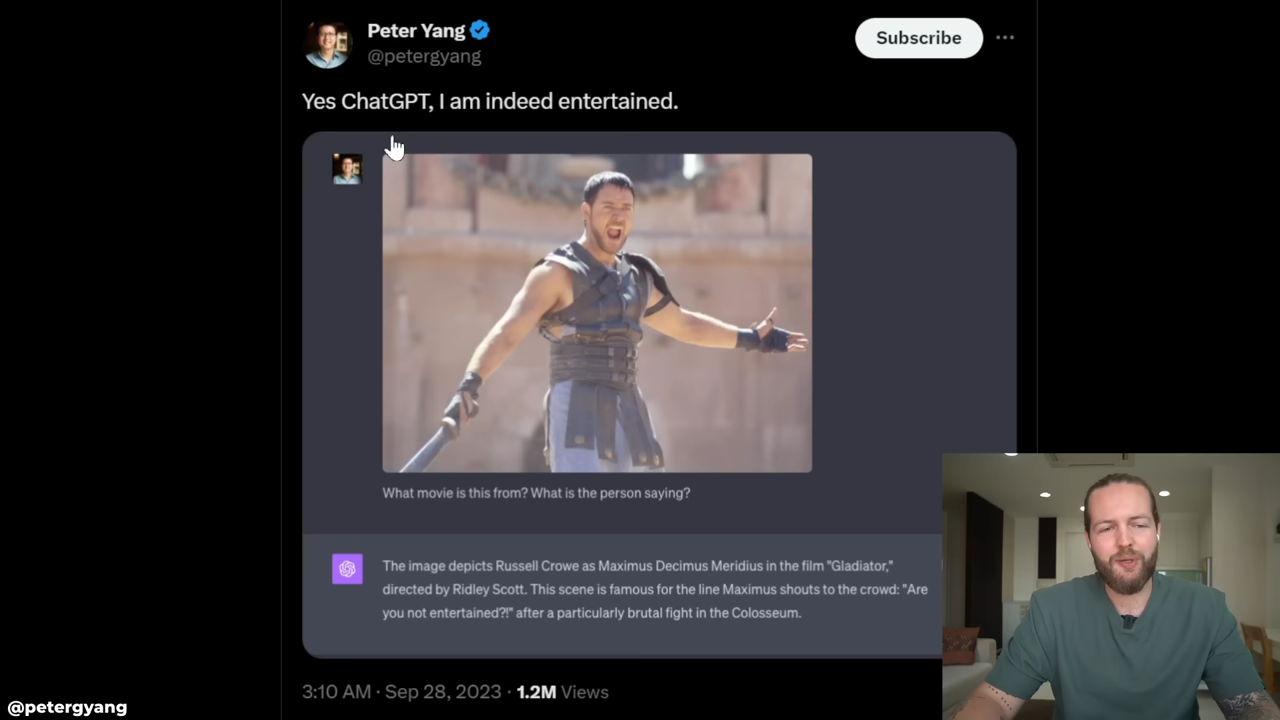 Peter Yang
Subscribe
@petergyang
Yes ChatGPT, I am indeed entertained.
What movie is this from? What is the person saying?
The image depicts Russell Crowe as Maximus Decimus Meridius in the film "Gladiator,"
directed by Ridley Scott. This scene is famous for the line Maximus shouts to the crowd: "Are
you not entertained?!" after a particularly brutal fight in the Colosseum.
3:10 AM · Sep 28, 2023 · 1.2M Views
@petergyang